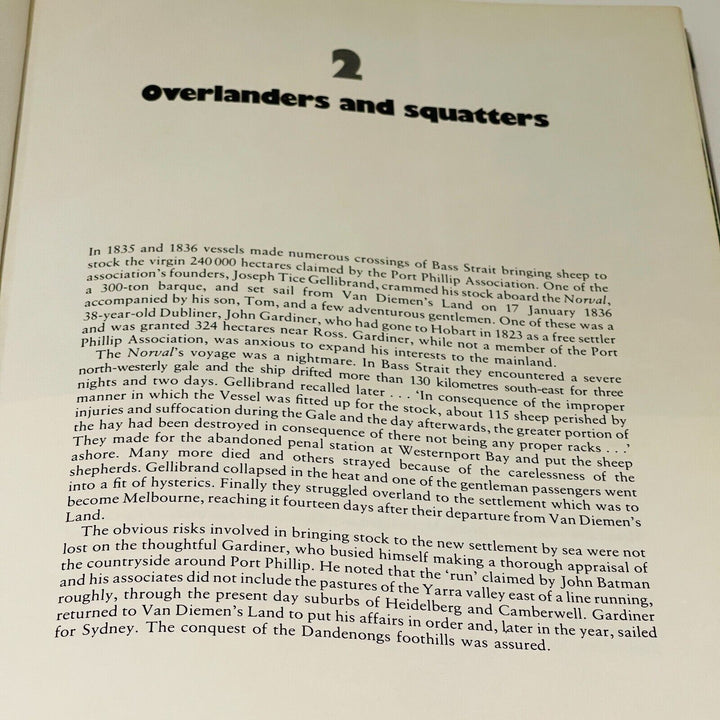 2
Overlanders and squatters
In 1835 and 1836 vessels made numerous crossings of Bass Strait bringing sheep to
stock the virgin 240000 hectares claimed by the Port Phillip Association. One of the
association's founders, Joseph Tice Gellibrand, crammed his stock aboard the Norval,
a 300-ton barque, and set sail from Van Diemen's Land on 17 January 1836
accompanied by his son, Tom, and a few adventurous gentlemen. One of these was a
38-year-old Dubliner, John Gardiner, who had gone to Hobart in 1823 as a free settler
and was granted 324 hectares near Ross. Gardiner, while not a member of the Port
Phillip Association, was anxious to expand his interests to the mainland.
The Norval's voyage was a nightmare. In Bass Strait they encountered a severe
north-westerly gale and the ship drifted more than 130 kilometres south-east for three
nights and two days. Gellibrand recalled later . . . 'In consequence of the improper
manner in which the Vessel was fitted up for the stock, about 115 sheep perished by
injuries and suffocation during the Gale and the day afterwards, the greater portion of
the hay had been destroyed in consequence of there not being any proper racks . . .'
They made for the abandoned penal station at Westernport Bay and put the sheep
ashore. Many more died and others strayed because of the carelessness of the
shepherds. Gellibrand collapsed in the heat and one of the gentleman passengers went
into a fit of hysterics. Finally they struggled overland to the settlement which was to
become Melbourne, reaching it fourteen days after their departure from Van Diemen's
Land.
The obvious risks involved in bringing stock to the new settlement by sea were not
lost on the thoughtful Gardiner, who busied himself making a thorough appraisal of
the countryside around Port Phillip. He noted that the 'run' claimed by John Batman
and his associates did not include the pastures of the Yarra valley east of a line running,
roughly, through the present day suburbs of Heidelberg and Camberwell. Gardiner
returned to Van Diemen's Land to put his affairs in order and, later in the year, sailed
for Sydney. The conquest of the Dandenongs foothills was assured.